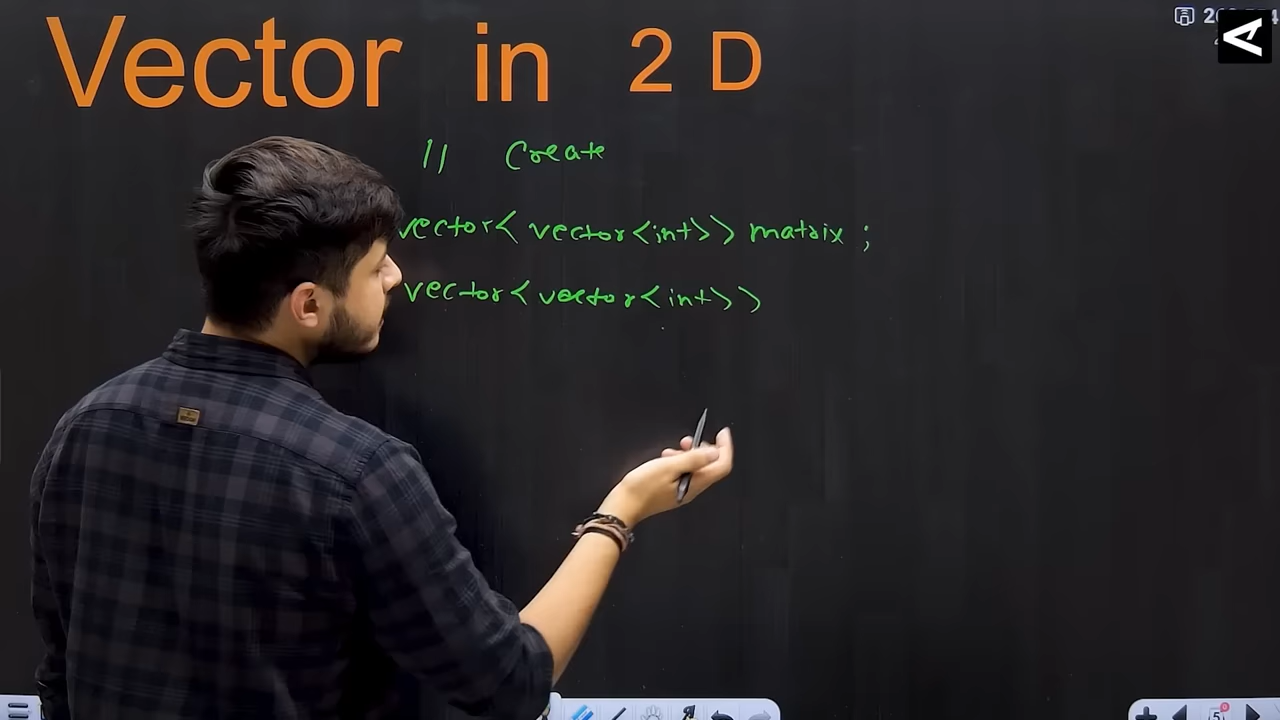 Vector in 2 D
// Create
vector< vector<int>> matrix ;
vector< vector<int>>